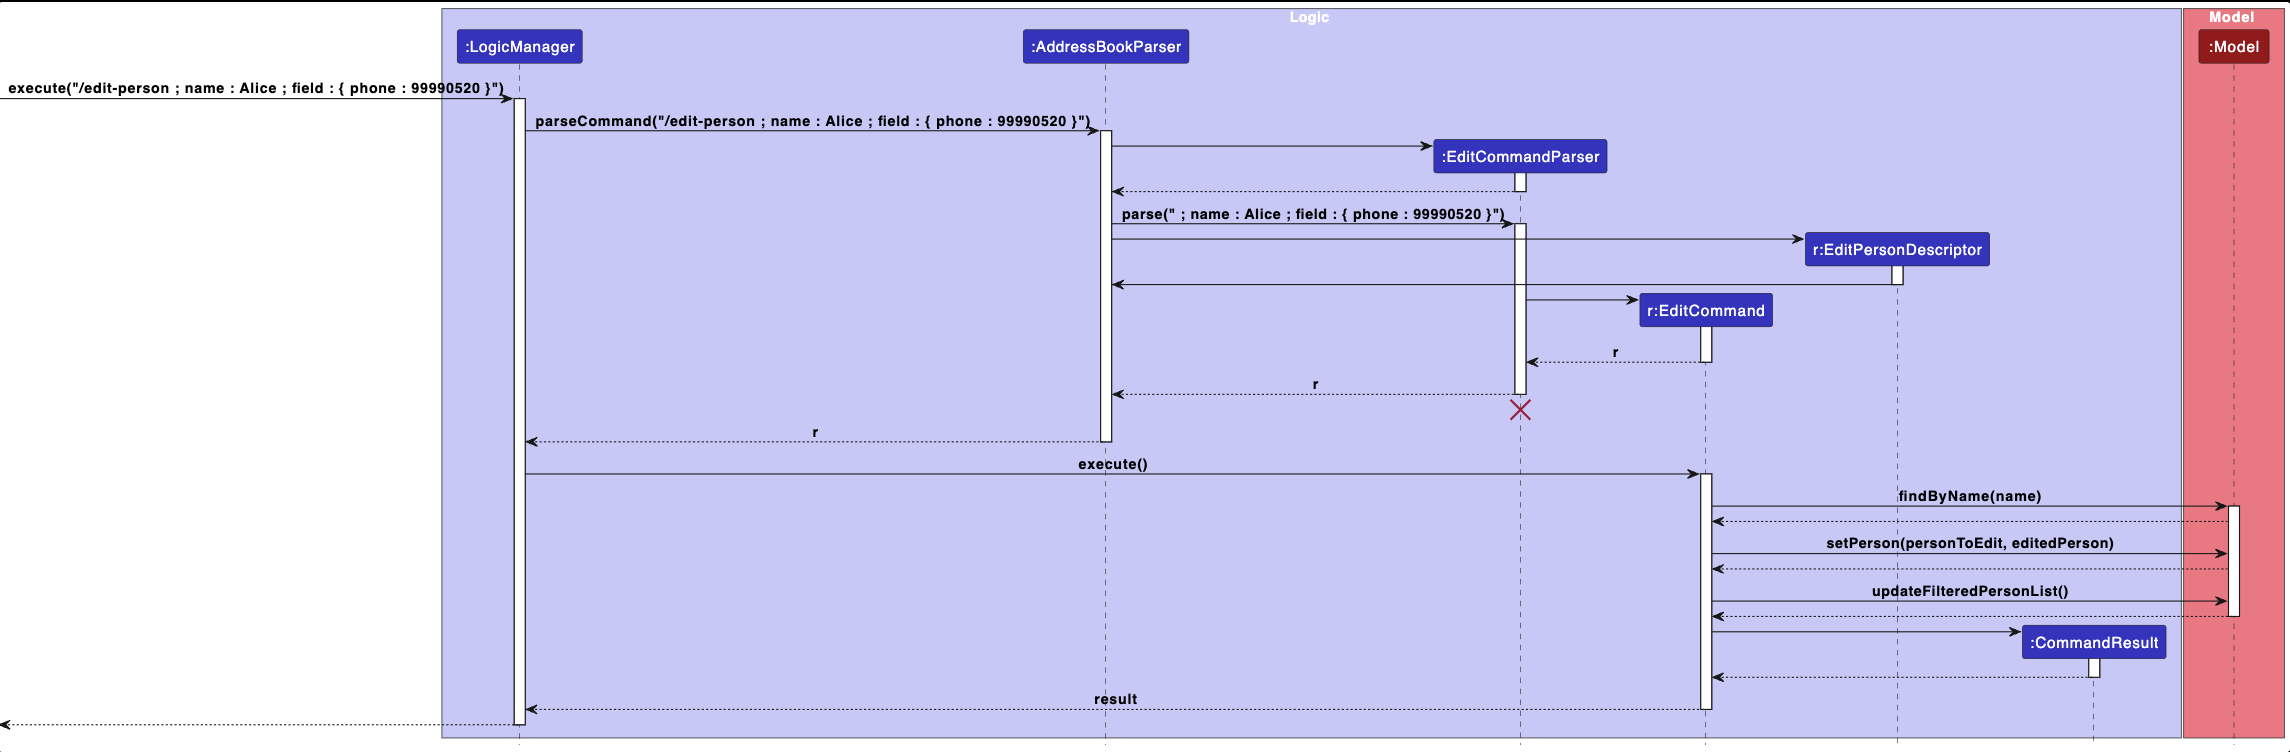 Logic
Model
:LogicManager
:AddressBookParser
:Model
execute("/edit-person ; name : Alice ; field : { phone : 99990520 }")
parseCommand("/edit-person ; name : Alice ; field : { phone : 99990520 }")
:EditCommandParser
parse(" ; name : Alice ; field : { phone : 99990520 }")
r:EditPersonDescriptor
r:EditCommand
r
r
r
execute()
findByName(name)
setPerson(personToEdit, editedPerson)
updateFilteredPersonList()
:CommandResult
result